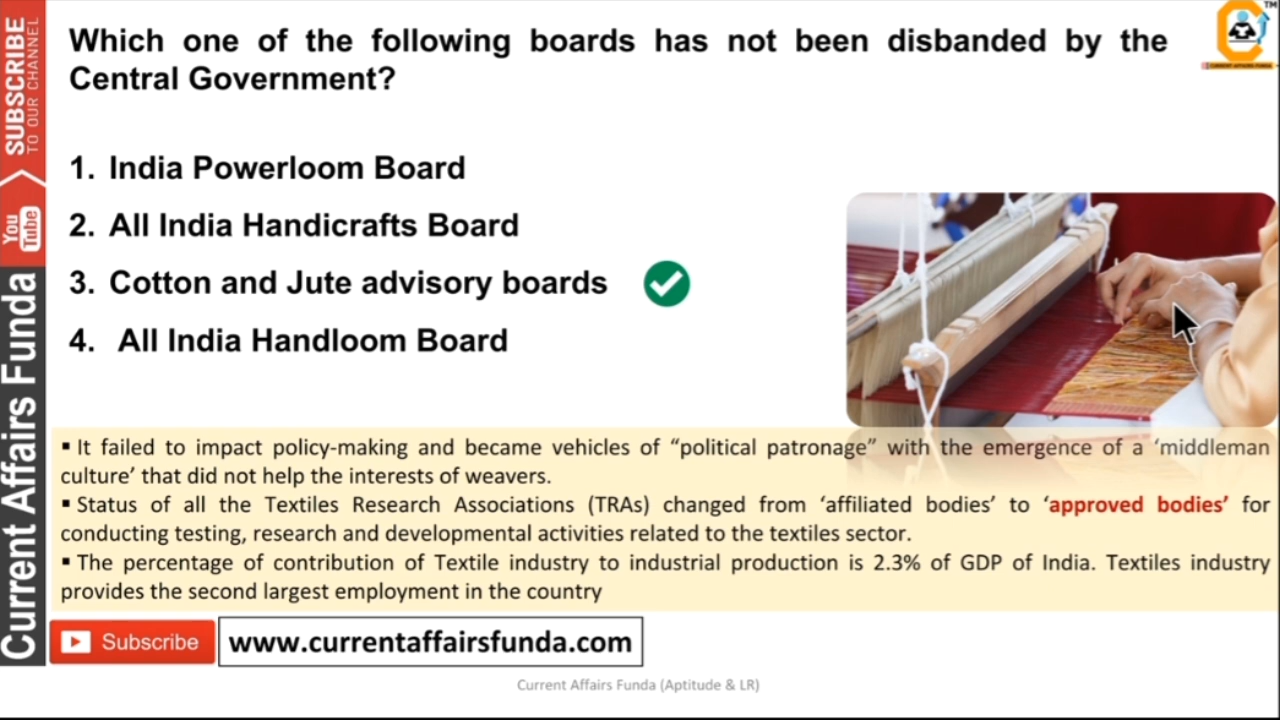 Which one of the following boards has not been disbanded by the
Central Government?
1. India Powerloom Board
2. All India Handicrafts Board
3. Cotton and Jute advisory boards
4. All India Handloom Board
▪ It failed to impact policy-making and became vehicles of “political patronage” with the emergence of a ‘middleman
culture’ that did not help the interests of weavers.
▪ Status of all the Textiles Research Associations (TRAs) changed from ‘affiliated bodies’ to ‘approved bodies’ for
conducting testing, research and developmental activities related to the textiles sector.
▪ The percentage of contribution of Textile industry to industrial production is 2.3% of GDP of India. Textiles industry
provides the second largest employment in the country
Subscribe
www.currentaffairsfunda.com
Current Affairs Funda (Aptitude & LR)
SUBSCRIBE
TO OUR CHANNEL
You
Tube
Current Affairs Funda
TM
CURRENT AFFAIRS FUNDA